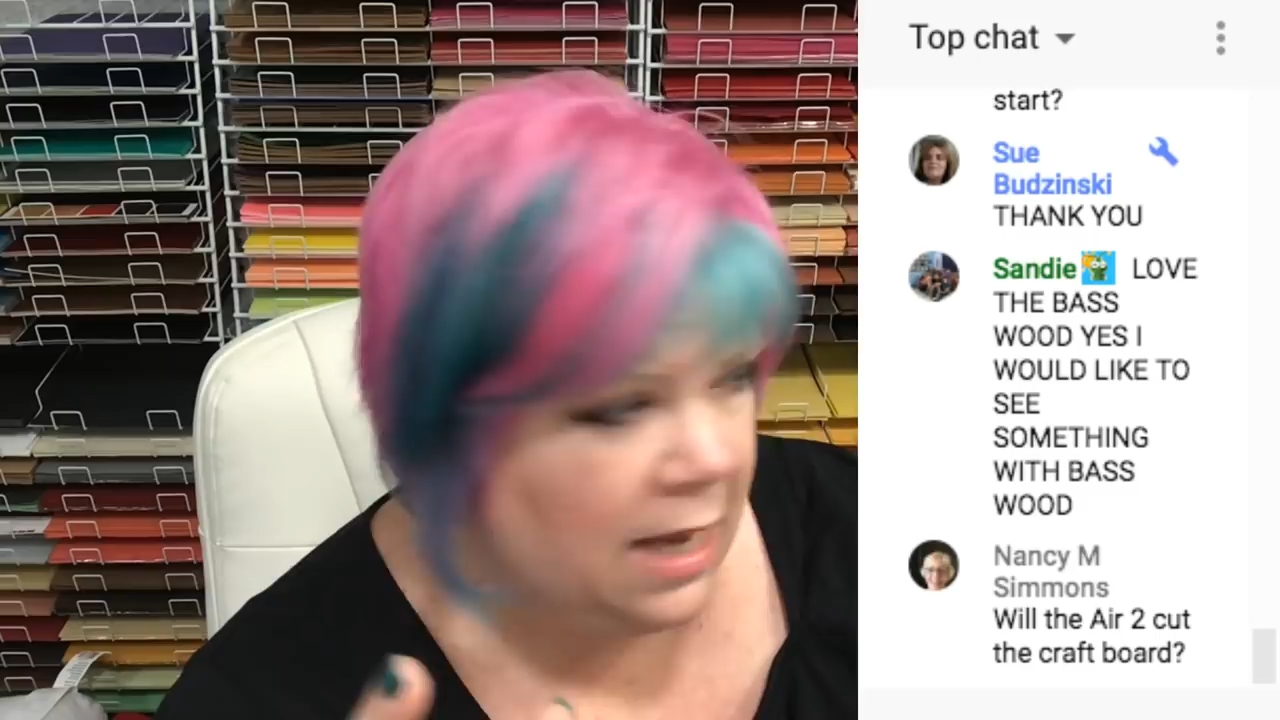 Top chat
start?
Sue
Budzinski
THANK YOU
Sandie LOVE
THE BASS
WOOD YES I
WOULD LIKE TO
SEE
SOMETHING
WITH BASS
WOOD
Nancy M
Simmons
Will the Air 2 cut
the craft board?